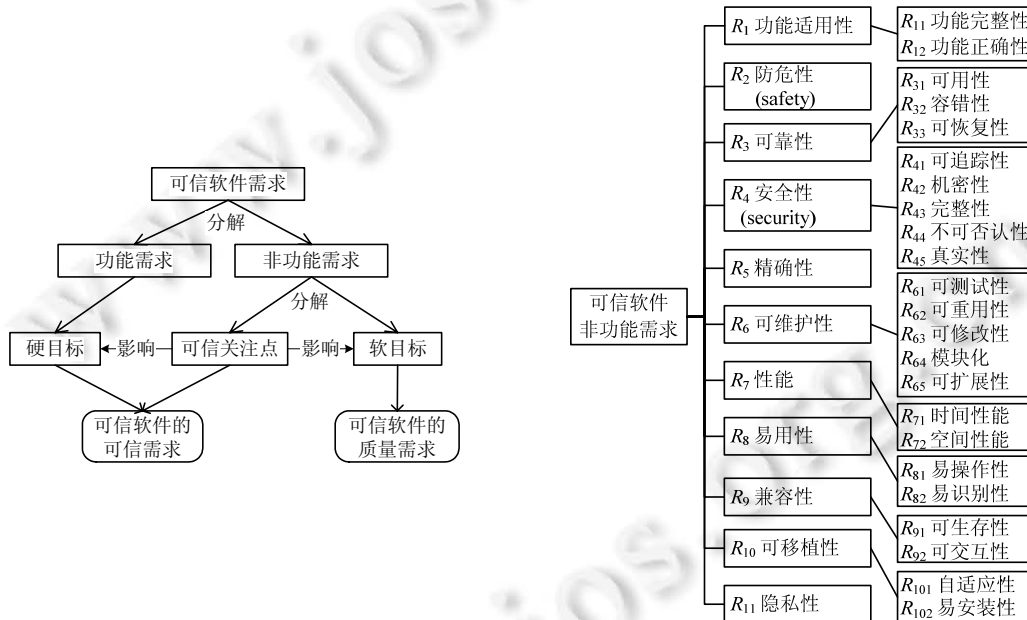 可信软件需求
分解
功能需求
非功能需求
分解
硬目标
影响
可信关注点
影响
软目标
可信软件的
可信需求
可信软件的
质量需求
可信软件
非功能需求
R1 功能适用性
R2 防危性
(safety)
R3 可靠性
R4 安全性
(security)
R5 精确性
R6 可维护性
R7 性能
R8 易用性
R9 兼容性
R10 可移植性
R11 隐私性
R11 功能完整性
R12 功能正确性
R31 可用性
R32 容错性
R33 可恢复性
R41 可追踪性
R42 机密性
R43 完整性
R44 不可否认性
R45 真实性
R61 可测试性
R62 可重用性
R63 可修改性
R64 模块化
R65 可扩展性
R71 时间性能
R72 空间性能
R81 易操作性
R82 易识别性
R91 可生存性
R92 可交互性
R101 自适应性
R102 易安装性